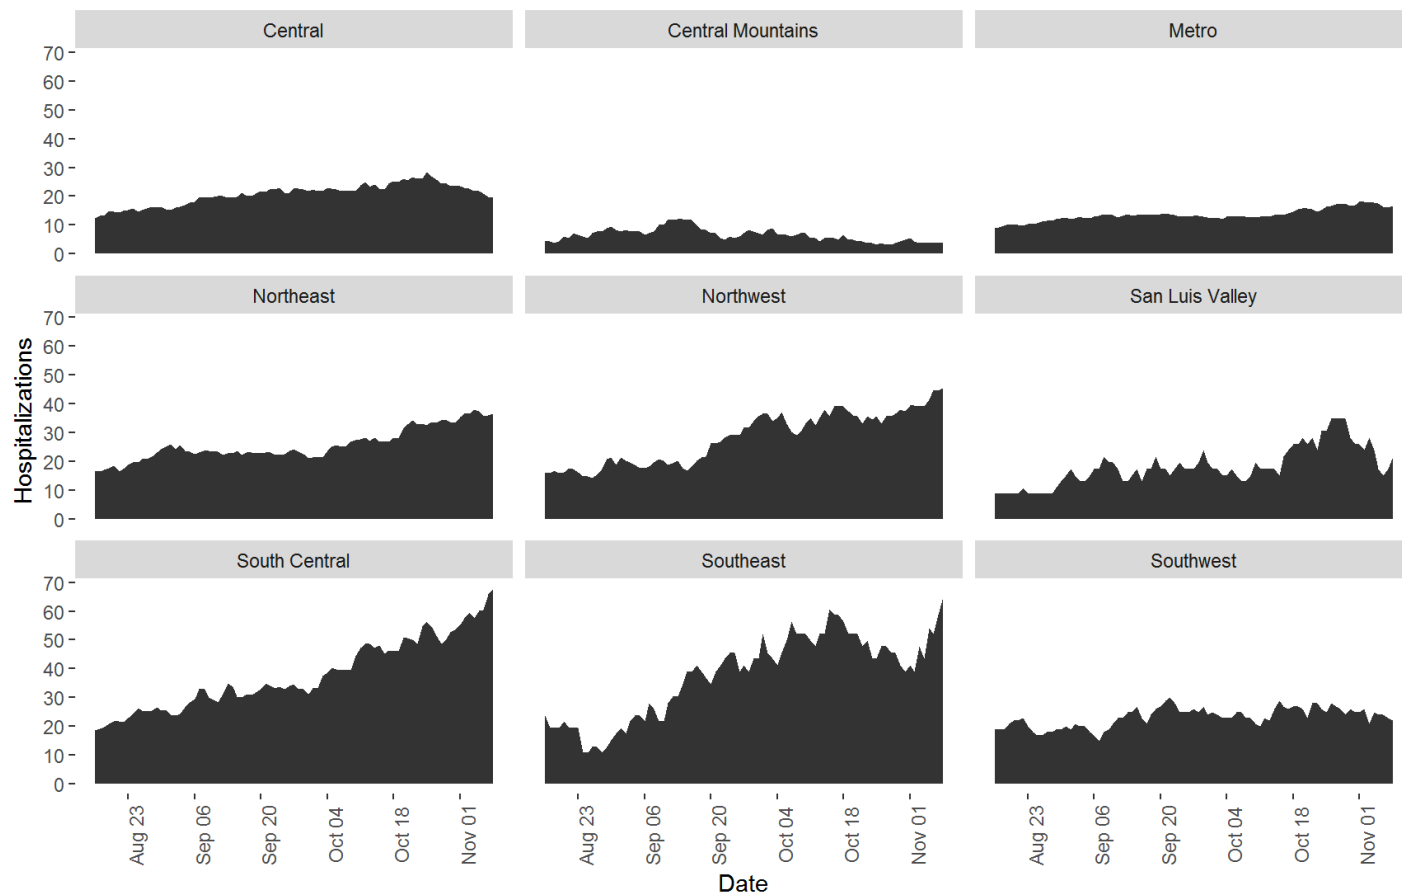 Central
Central Mountains
Metro
70
60
50
40
30
20
10
0
Northeast
Northwest
San Luis Valley
70
60
50
40
30
20
10
0
Hospitalizations
South Central
Southeast
Southwest
70
60
50
40
30
20
10
0
Aug 23
Sep 06
Sep 20
Oct 04
Oct 18
Nov 01
Aug 23
Sep 06
Sep 20
Oct 04
Oct 18
Nov 01
Aug 23
Sep 06
Sep 20
Oct 04
Oct 18
Nov 01
Date